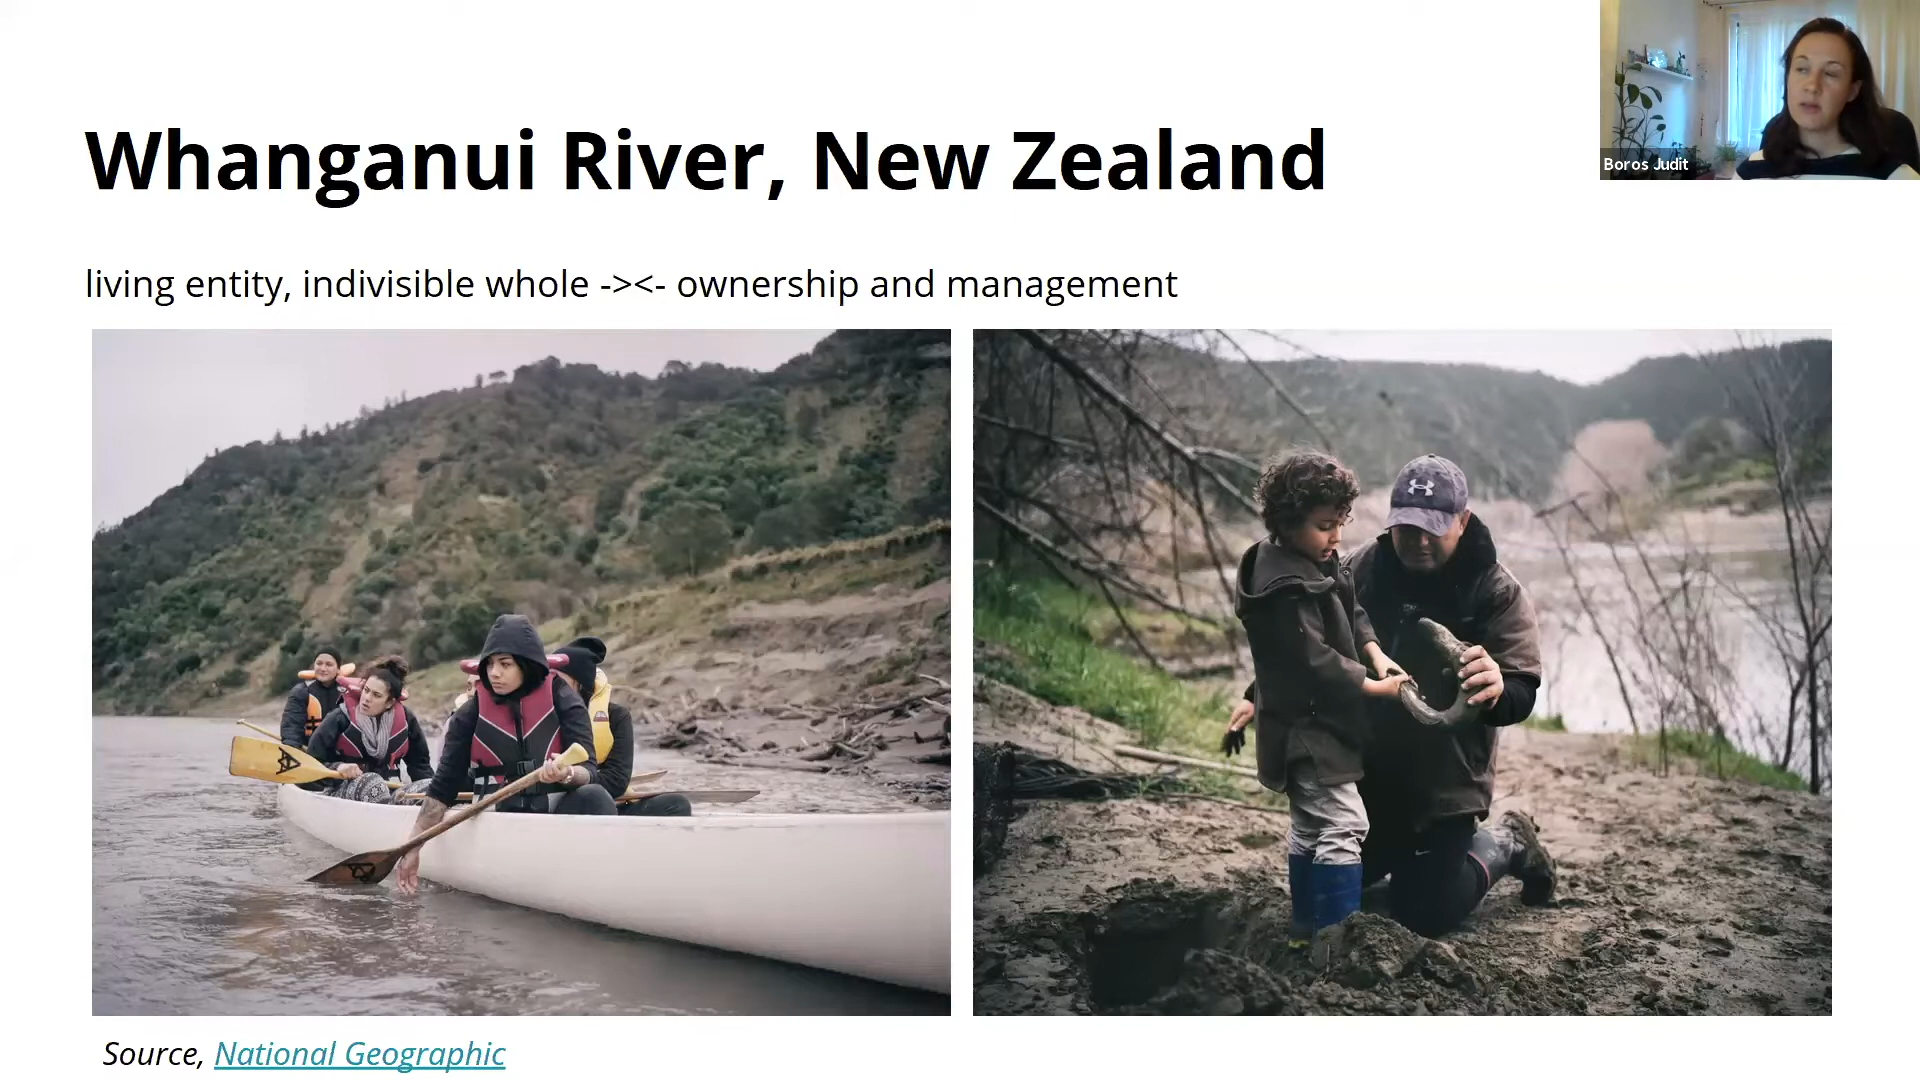 Whanganui River, New Zealand
Boros Judit
living entity, indivisible whole -><- ownership and management
Source, National Geographic